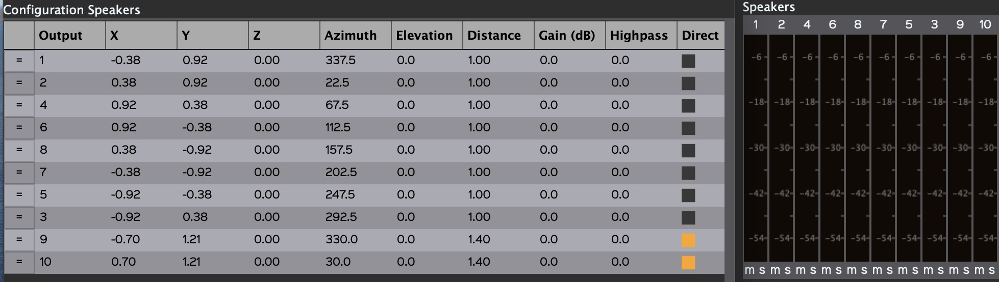 Configuration Speakers
Output X Y Z Azimuth Elevation Distance Gain (dB) Highpass Direct
= 1 -0.38 0.92 0.00 337.5 0.0 1.00 0.0 0.0
= 2 0.38 0.92 0.00 22.5 0.0 1.00 0.0 0.0
= 4 0.92 0.38 0.00 67.5 0.0 1.00 0.0 0.0
= 6 0.92 -0.38 0.00 112.5 0.0 1.00 0.0 0.0
= 8 0.38 -0.92 0.00 157.5 0.0 1.00 0.0 0.0
= 7 -0.38 -0.92 0.00 202.5 0.0 1.00 0.0 0.0
= 5 -0.92 -0.38 0.00 247.5 0.0 1.00 0.0 0.0
= 3 -0.92 0.38 0.00 292.5 0.0 1.00 0.0 0.0
= 9 -0.70 1.21 0.00 330.0 0.0 1.40 0.0 0.0
= 10 0.70 1.21 0.00 30.0 0.0 1.40 0.0 0.0
Speakers
1 2 4 6 8 7 5 3 9 10
-6 -6 -6 -6 -6 -6 -6 -6 -6 -6
-18 -18 -18 -18 -18 -18 -18 -18 -18 -18
-30 -30 -30 -30 -30 -30 -30 -30 -30 -30
-42 -42 -42 -42 -42 -42 -42 -42 -42 -42
-54 -54 -54 -54 -54 -54 -54 -54 -54 -54
m s m s m s m s m s m s m s m s m s m s